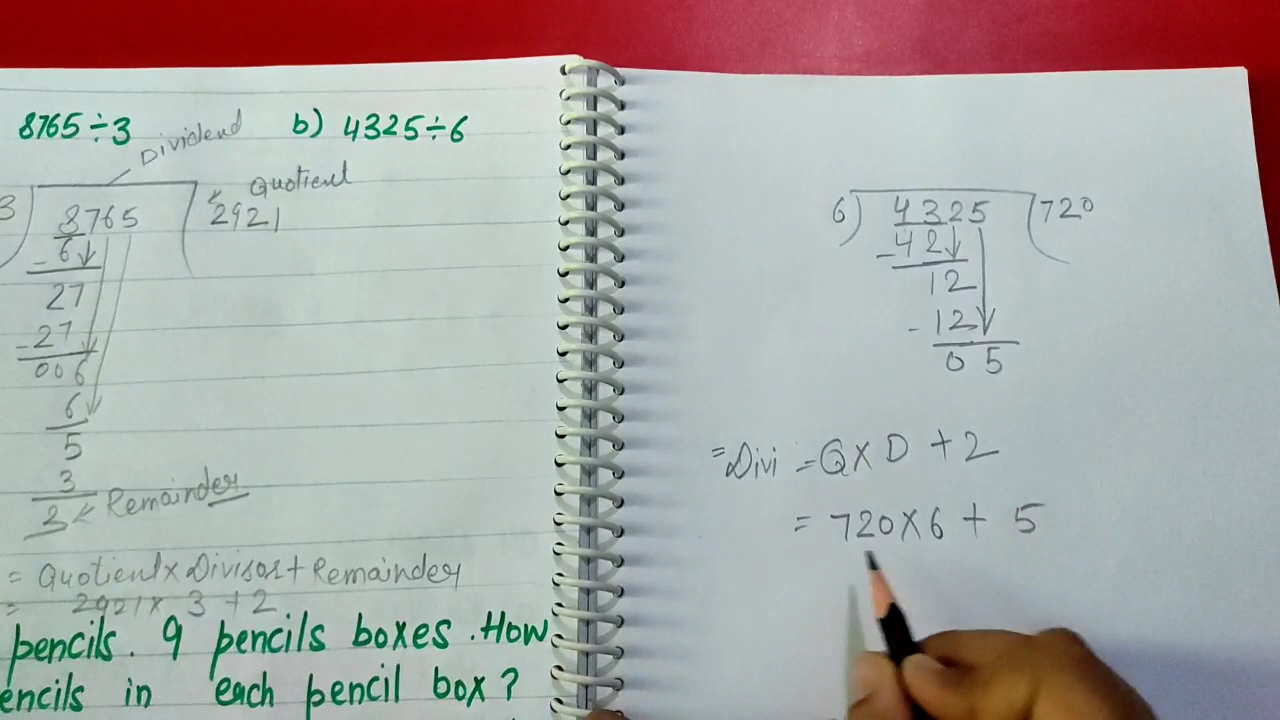 8765÷3
b) 4325÷6
Dividend
Quotient
3) 8765 ( 2921
- 6
27
- 27
006
6
5
3
2 Remainder
= Quotient x Divisor + Remainder
= 2921 x 3 + 2
pencils. 9 pencils boxes. How
encils in each pencil box?
6) 4325 ( 720
- 42
12
- 12
05
= Divi = Q x D + 2
= 720 x 6 + 5